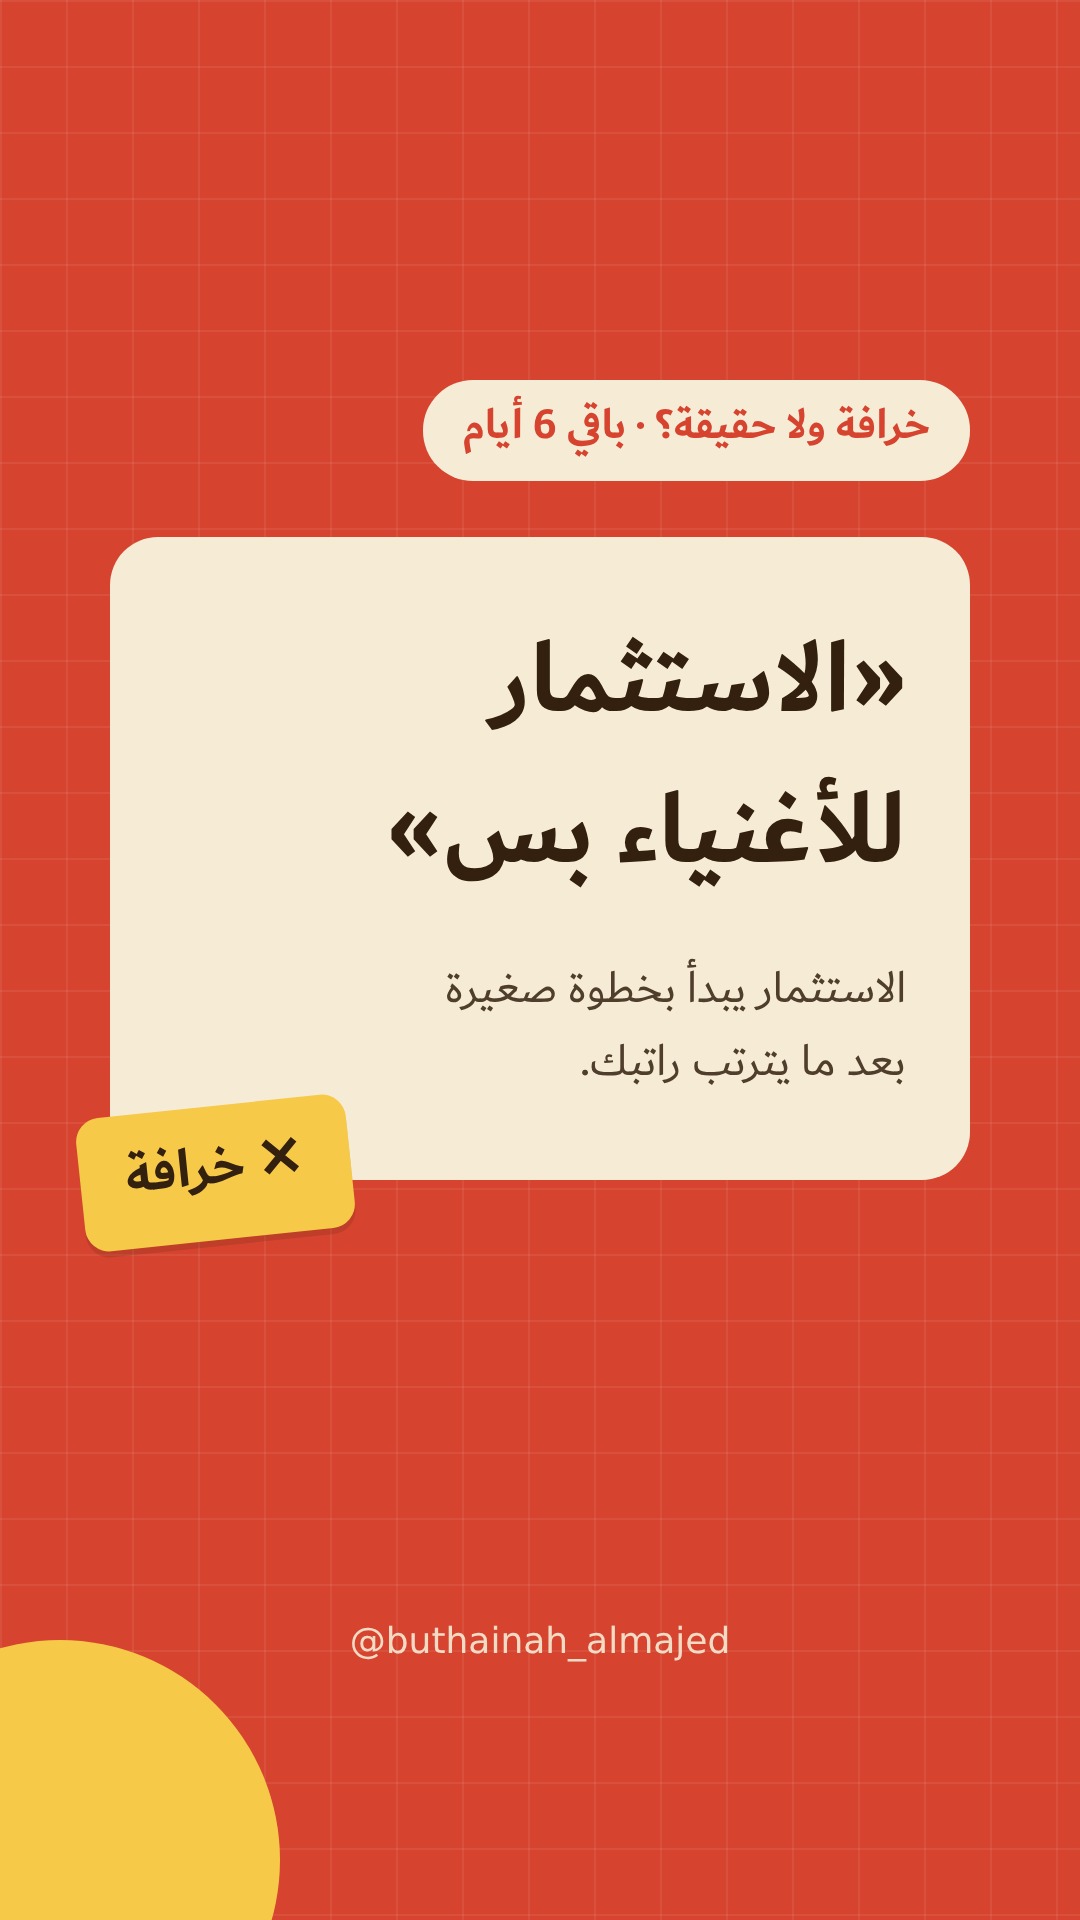 خرافة ولا حقيقة؟ · باقي 6 أيام
«الاستثمار
للأغنياء بس»
الاستثمار يبدأ بخطوة صغيرة
بعد ما يترتب راتبك.
✕ خرافة
@buthainah_almajed